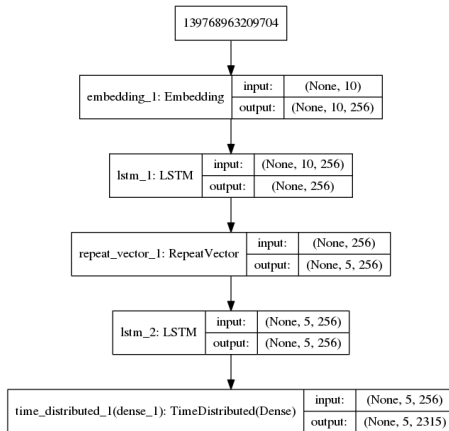 139768963209704
embedding_1: Embedding
input: (None, 10)
output: (None, 10, 256)
lstm_1: LSTM
input: (None, 10, 256)
output: (None, 256)
repeat_vector_1: RepeatVector
input: (None, 256)
output: (None, 5, 256)
lstm_2: LSTM
input: (None, 5, 256)
output: (None, 5, 256)
time_distributed_1(dense_1): TimeDistributed(Dense)
input: (None, 5, 256)
output: (None, 5, 2315)